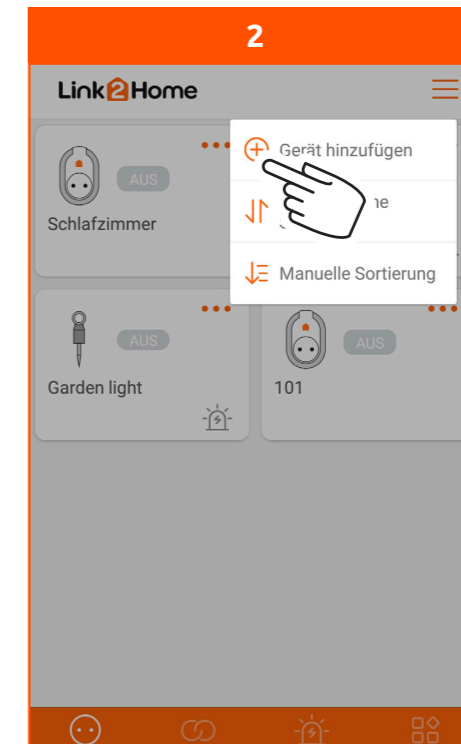 2
Link2Home
Gerät hinzufügen
AUS
Schlafzimmer
Manuelle Sortierung
AUS
Garden light
AUS
101